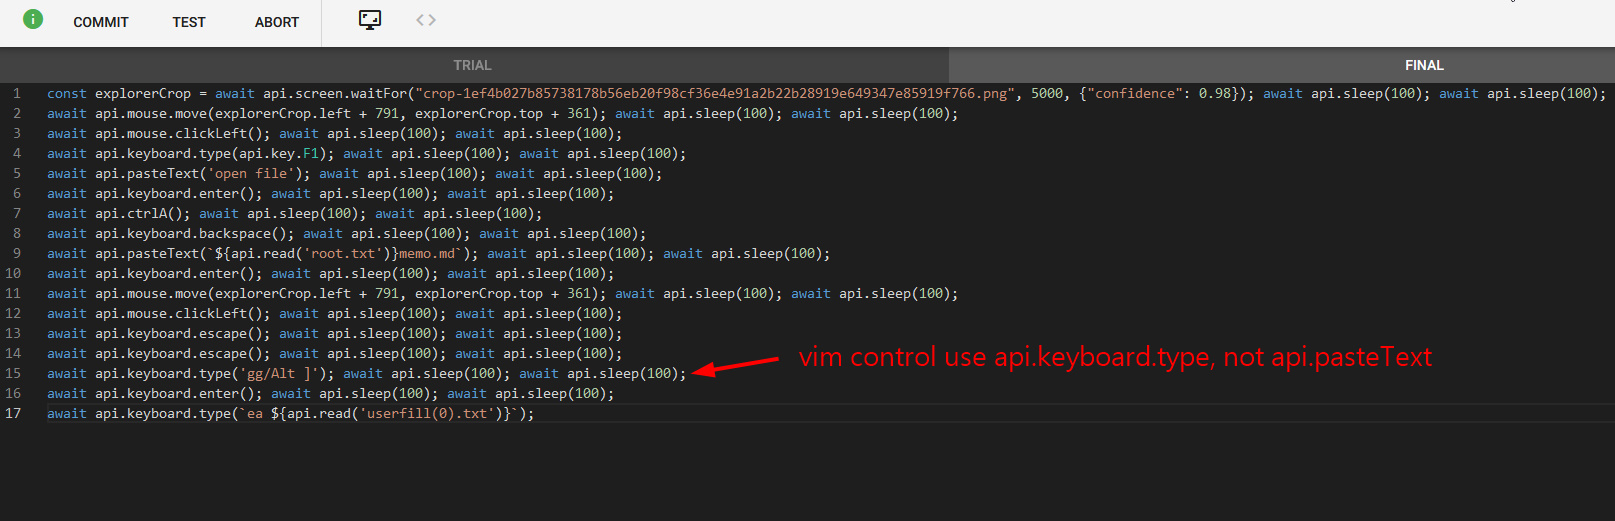 i COMMIT TEST ABORT < >
TRIAL FINAL
1 const explorerCrop = await api.screen.waitFor("crop-1ef4b027b85738178b56eb20f98cf36e4e91a2b22b28919e649347e85919f766.png", 5000, {"confidence": 0.98}); await api.sleep(100); await api.sleep(100);
2 await api.mouse.move(explorerCrop.left + 791, explorerCrop.top + 361); await api.sleep(100); await api.sleep(100);
3 await api.mouse.clickLeft(); await api.sleep(100); await api.sleep(100);
4 await api.keyboard.type(api.key.F1); await api.sleep(100); await api.sleep(100);
5 await api.pasteText('open file'); await api.sleep(100); await api.sleep(100);
6 await api.keyboard.enter(); await api.sleep(100); await api.sleep(100);
7 await api.ctrlA(); await api.sleep(100); await api.sleep(100);
8 await api.keyboard.backspace(); await api.sleep(100); await api.sleep(100);
9 await api.pasteText(`${api.read('root.txt')}memo.md`); await api.sleep(100); await api.sleep(100);
10 await api.keyboard.enter(); await api.sleep(100); await api.sleep(100);
11 await api.mouse.move(explorerCrop.left + 791, explorerCrop.top + 361); await api.sleep(100); await api.sleep(100);
12 await api.mouse.clickLeft(); await api.sleep(100); await api.sleep(100);
13 await api.keyboard.escape(); await api.sleep(100); await api.sleep(100);
14 await api.keyboard.escape(); await api.sleep(100); await api.sleep(100);
15 await api.keyboard.type('gg/Alt ]'); await api.sleep(100); await api.sleep(100);
vim control use api.keyboard.type, not api.pasteText
16 await api.keyboard.enter(); await api.sleep(100); await api.sleep(100);
17 await api.keyboard.type(`ea ${api.read('userfill(0).txt')}`);